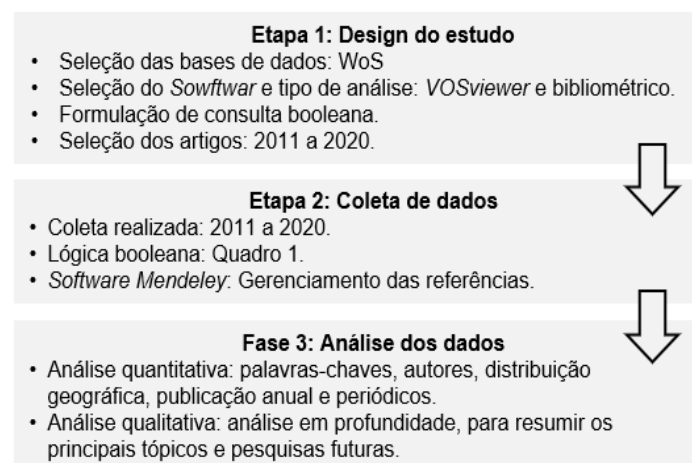 Etapa 1: Design do estudo
• Seleção das bases de dados: WoS
• Seleção do Sowftwar e tipo de análise: VOSviewer e bibliométrico.
• Formulação de consulta booleana.
• Seleção dos artigos: 2011 a 2020.
Etapa 2: Coleta de dados
• Coleta realizada: 2011 a 2020.
• Lógica booleana: Quadro 1.
• Software Mendeley: Gerenciamento das referências.
Fase 3: Análise dos dados
• Análise quantitativa: palavras-chaves, autores, distribuição
geográfica, publicação anual e periódicos.
• Análise qualitativa: análise em profundidade, para resumir os
principais tópicos e pesquisas futuras.